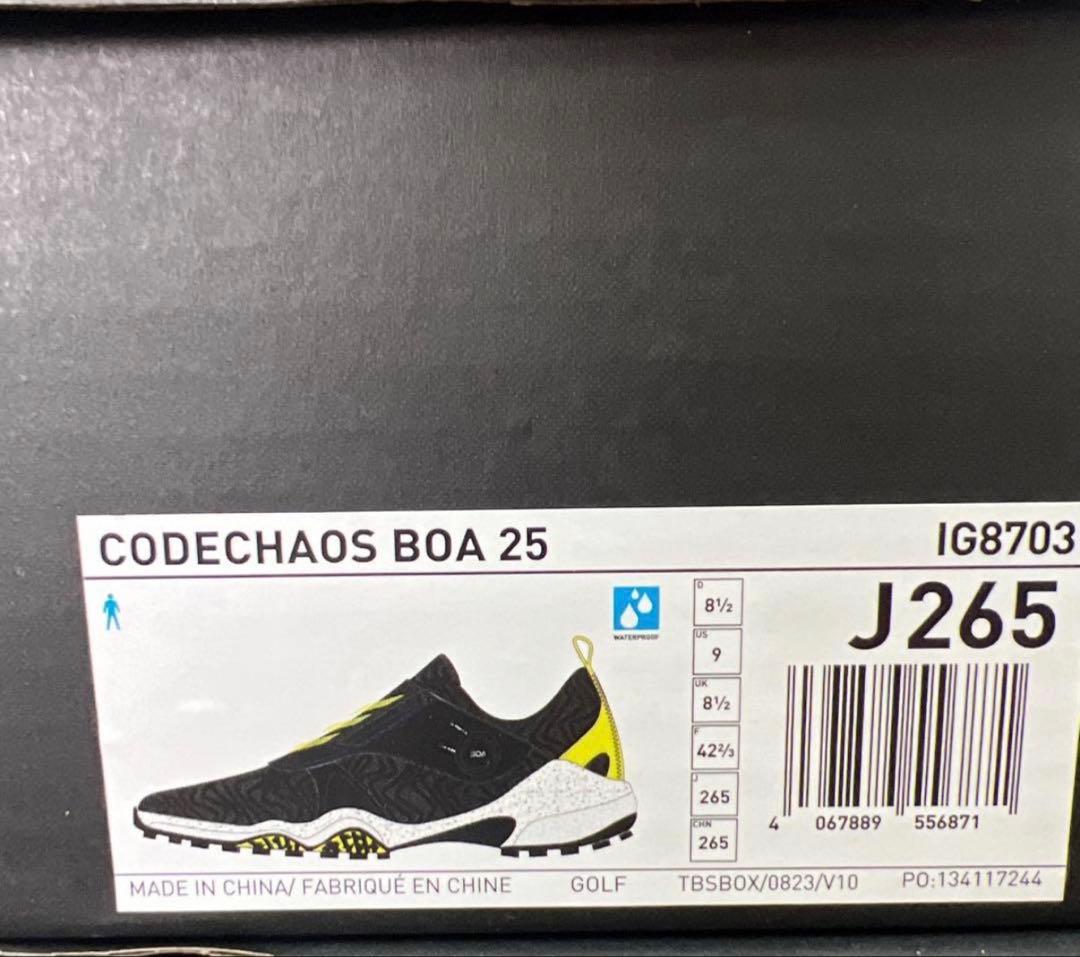 CODECHAOS BOA 25 IG8703
WATERPROOF
BOA
D 8½
US 9
UK 8½
F 42⅔
J 265
CHN 265
J 265
4 067889 556871
MADE IN CHINA/ FABRIQUÉ EN CHINE GOLF TBSBOX/0823/V10 PO:134117244